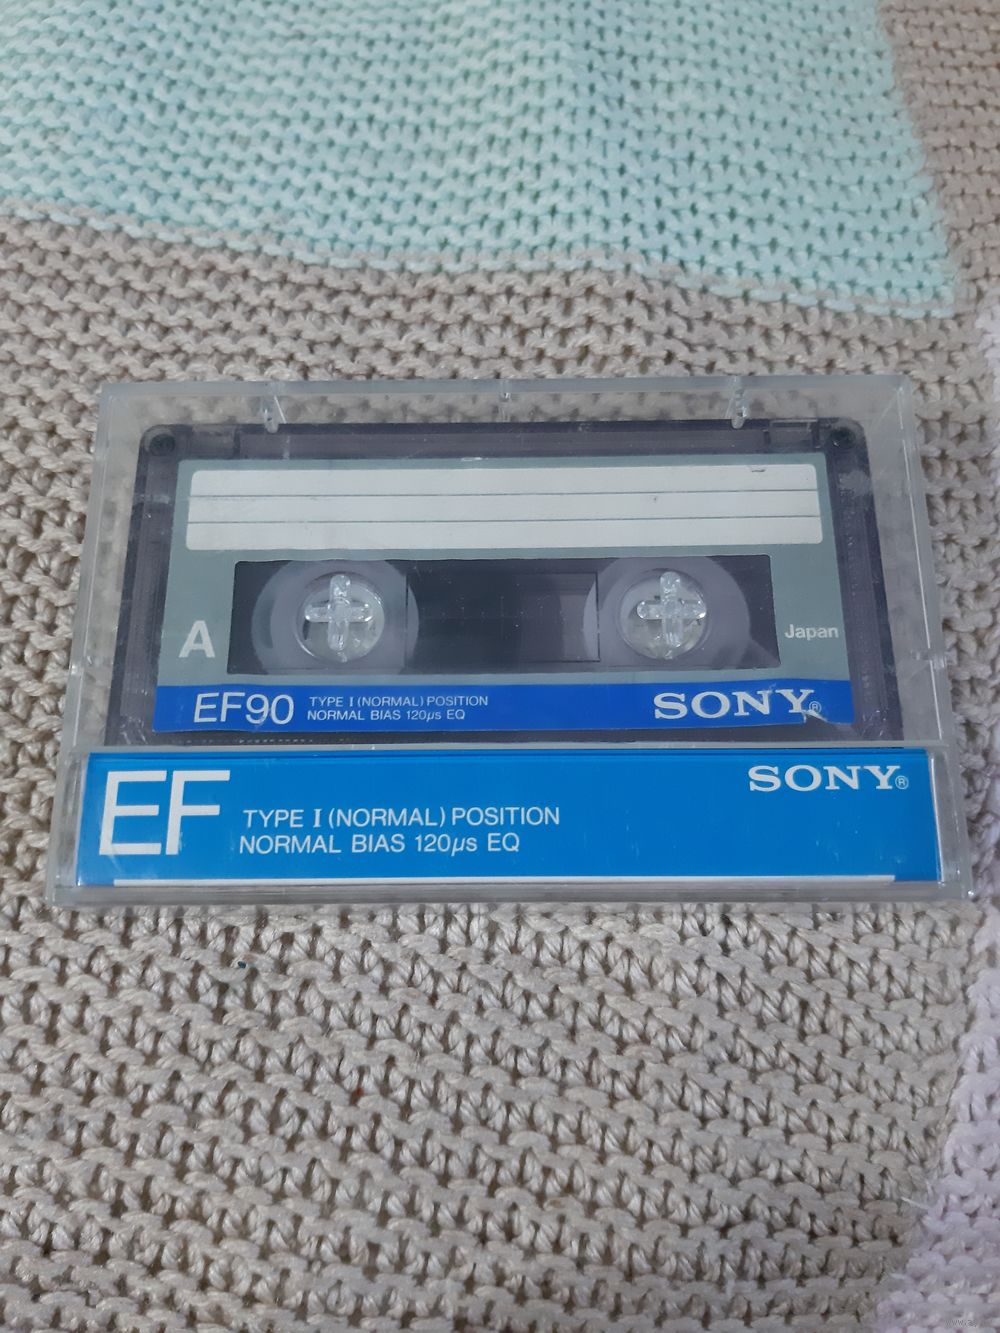 A
Japan
EF90 TYPE I (NORMAL) POSITION
NORMAL BIAS 120µs EQ
SONY®
EF
TYPE I (NORMAL) POSITION
NORMAL BIAS 120µs EQ
SONY®